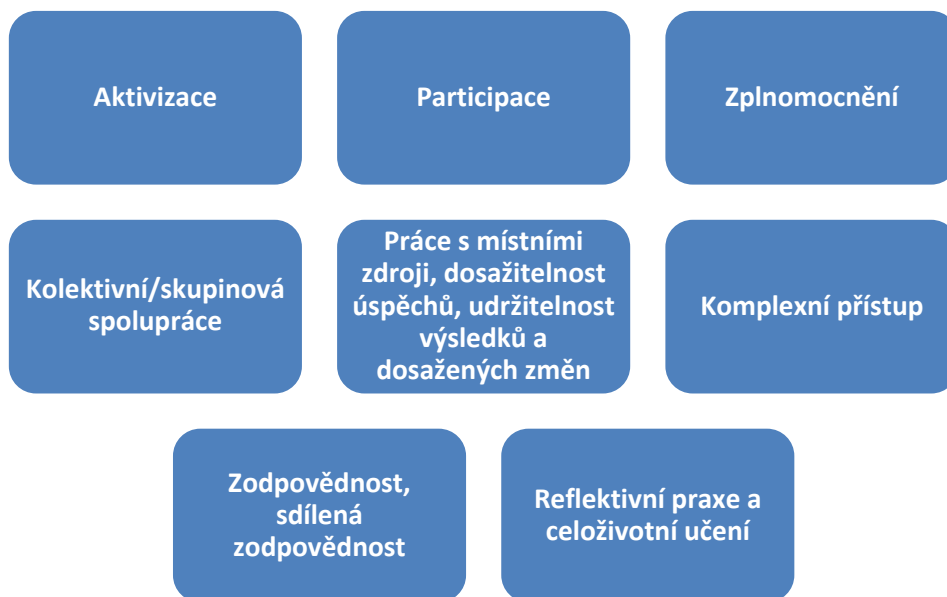 Aktivizace
Participace
Zplnomocnění
Kolektivní/skupinová
spolupráce
Práce s místními
zdroji, dosažitelnost
úspěchů, udržitelnost
výsledků a
dosažených změn
Komplexní přístup
Zodpovědnost,
sdílená
zodpovědnost
Reflektivní praxe a
celoživotní učení